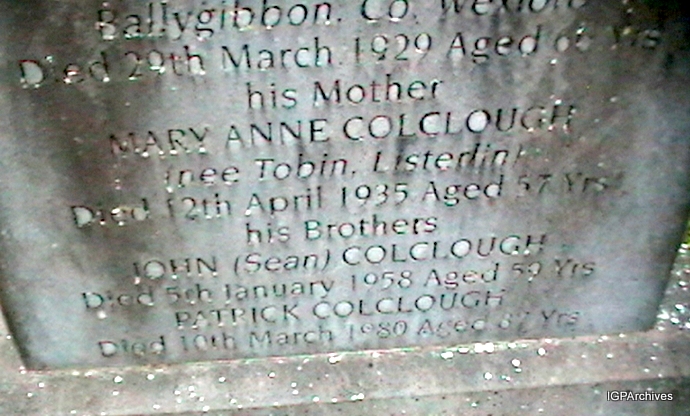 Ballygibbon, Co. Wexford
Died 29th March 1929 Aged Yrs
his Mother
MARY ANNE COLCLOUGH
(nee Tobin, Listerlin)
Died 12th April 1935 Aged 57 Yrs
his Brothers
JOHN (Sean) COLCLOUGH
Died 5th January 1958 Aged 59 Yrs
PATRICK COLCLOUGH
Died 10th March 1980 Aged Yrs
IGPArchives